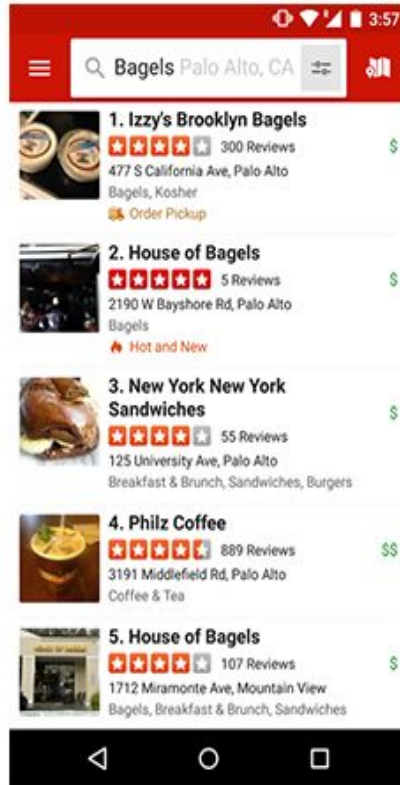 3:57
Bagels Palo Alto, CA
1. Izzy's Brooklyn Bagels
300 Reviews
$
477 S California Ave, Palo Alto
Bagels, Kosher
Order Pickup
2. House of Bagels
5 Reviews
$
2190 W Bayshore Rd, Palo Alto
Bagels
Hot and New
3. New York New York
Sandwiches
$
55 Reviews
125 University Ave, Palo Alto
Breakfast & Brunch, Sandwiches, Burgers
4. Philz Coffee
889 Reviews
$$
3191 Middlefield Rd, Palo Alto
Coffee & Tea
5. House of Bagels
107 Reviews
$
1712 Miramonte Ave, Mountain View
Bagels, Breakfast & Brunch, Sandwiches